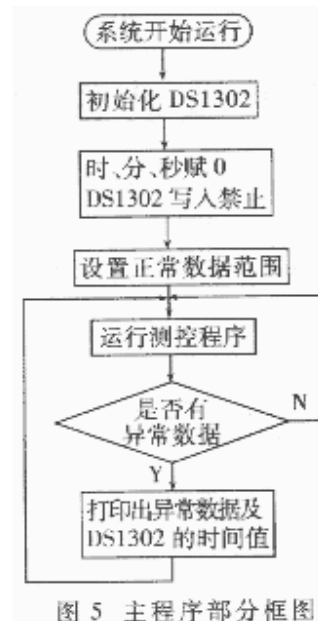 系统开始运行
初始化 DS1302
时、分、秒赋 0
DS1302 写入禁止
设置正常数据范围
运行测控程序
是否有
异常数据
N
Y
打印出异常数据及
DS1302 的时间值
图 5 主程序部分框图